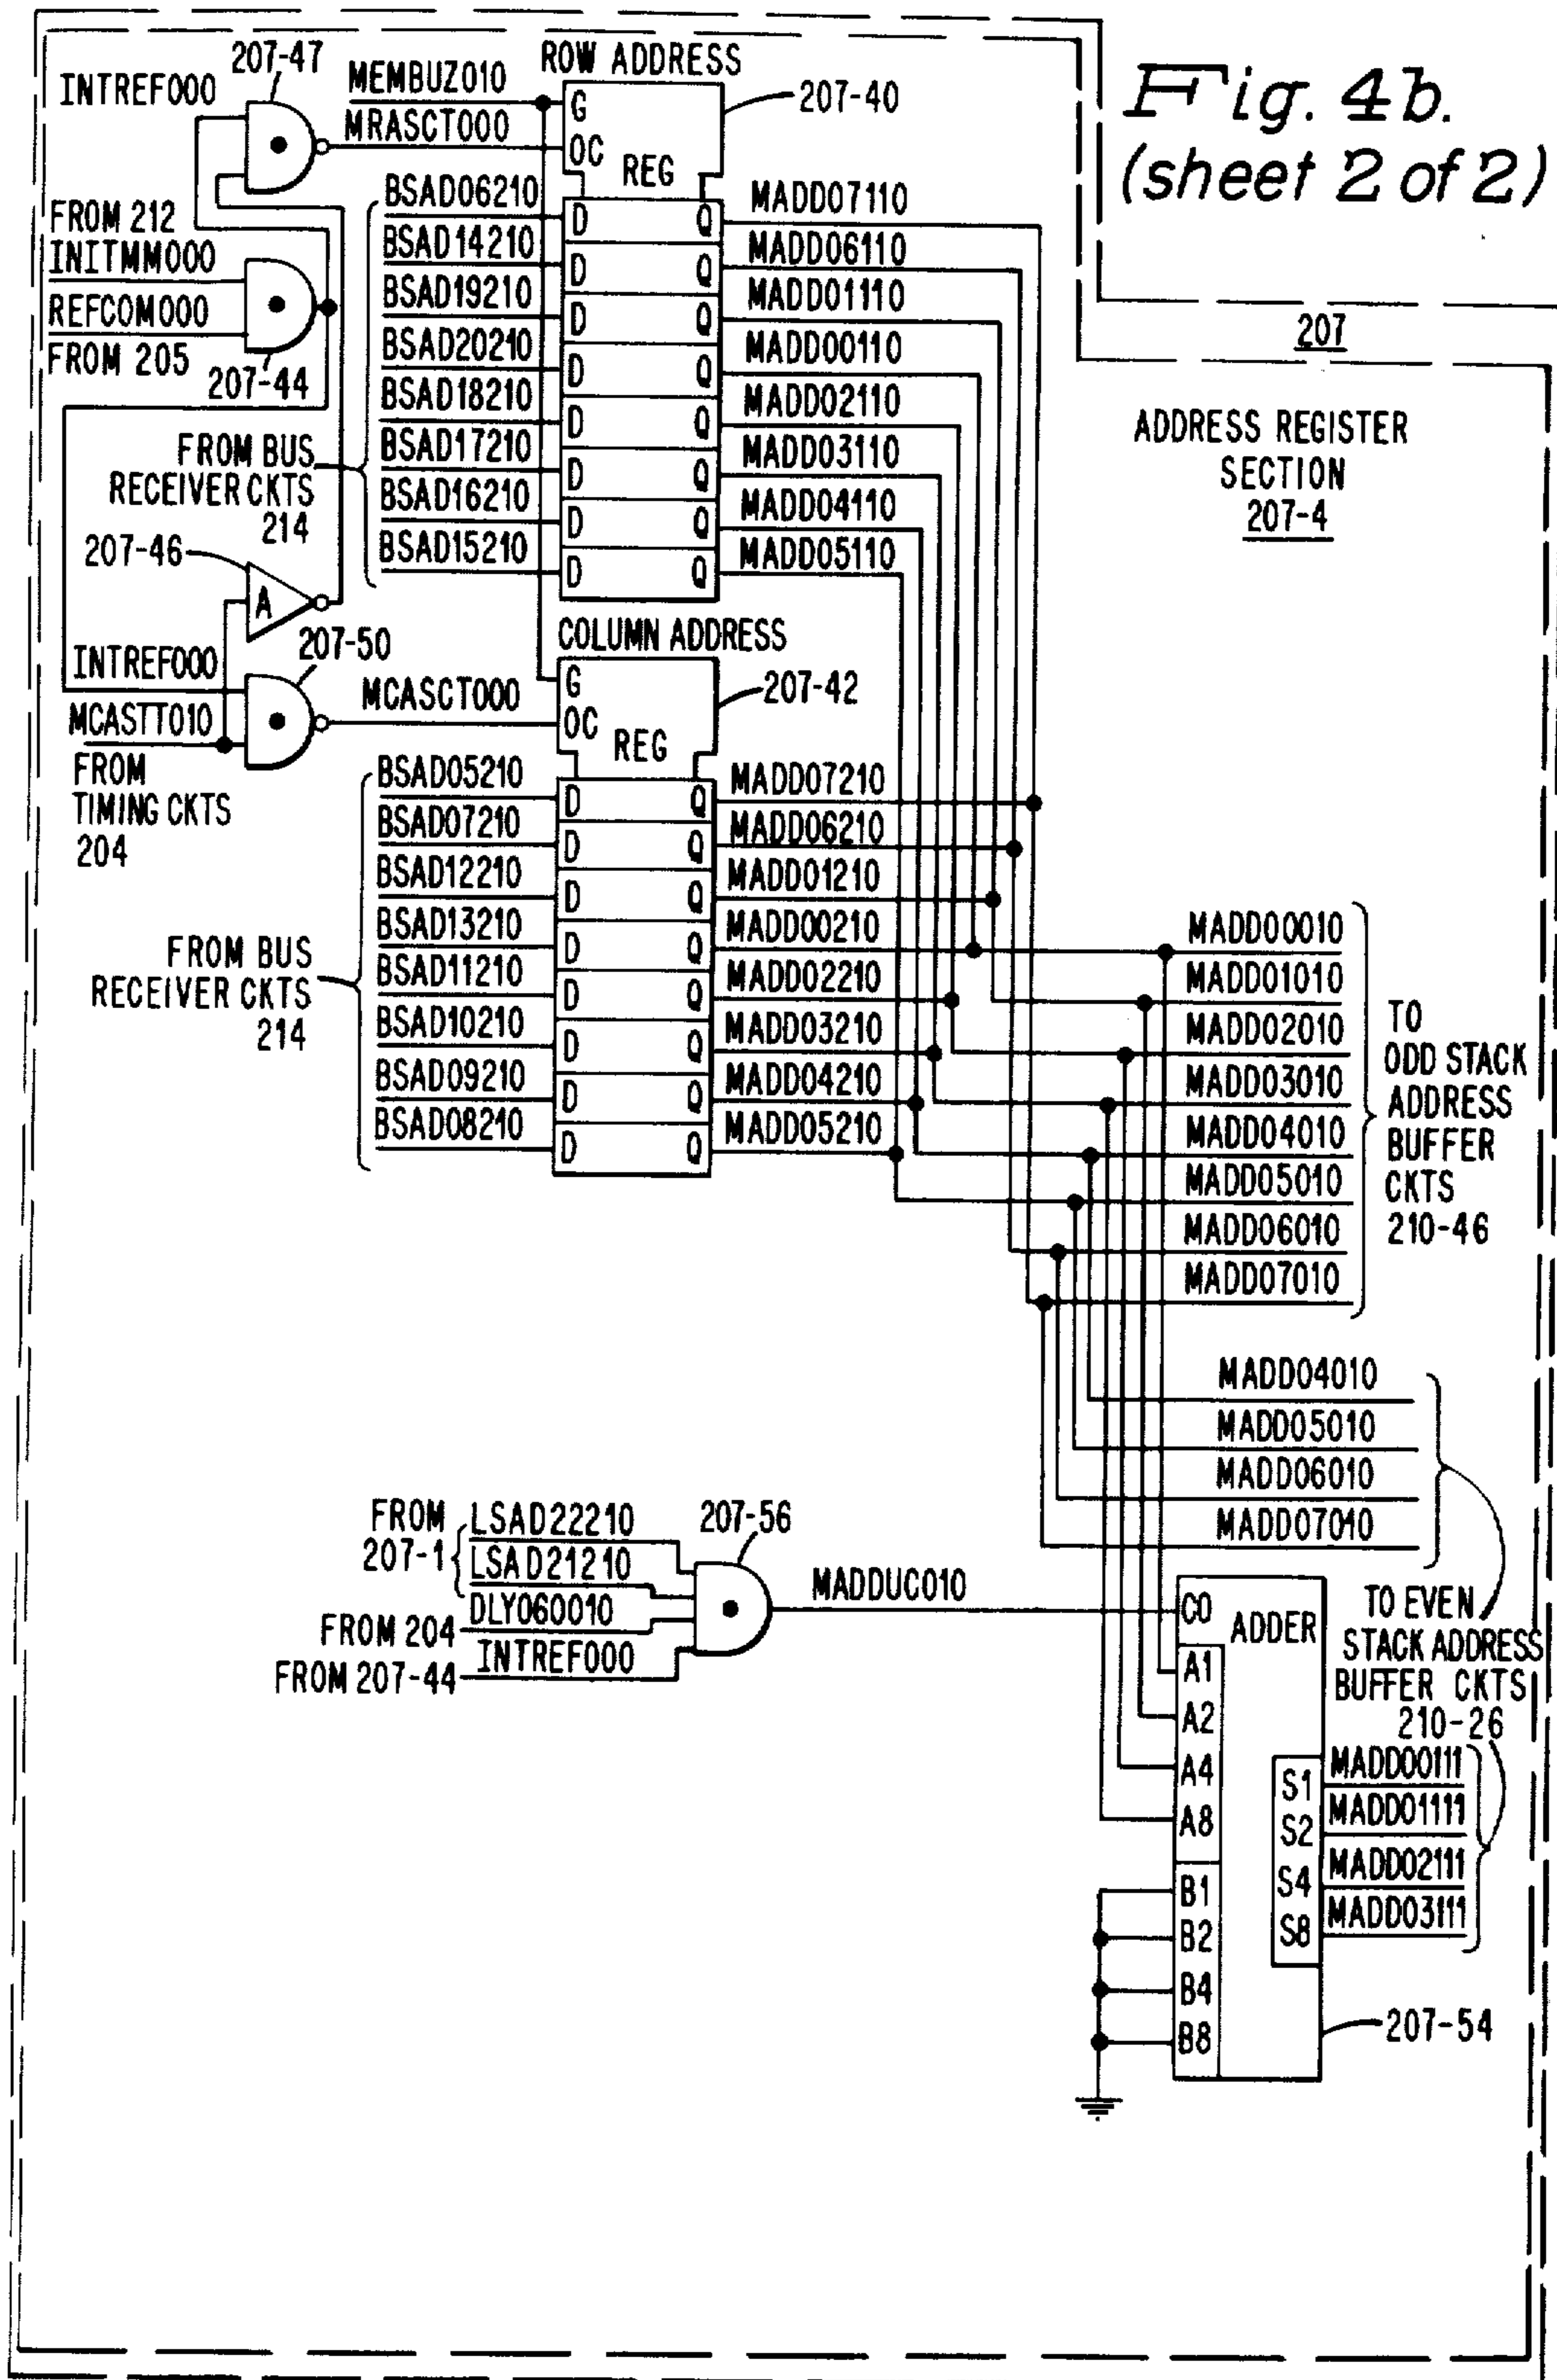 Fig. 4b.
(sheet 2 of 2)
207
ADDRESS REGISTER
SECTION
207-4
207-47
INTREF000
MEMBUZ010
MRASCT000
ROW ADDRESS
G
OC
REG
207-40
FROM 212
INITMM000
REFCOM000
FROM 205
207-44
FROM BUS
RECEIVER CKTS
214
BSAD06210 D Q MADD07110
BSAD14210 D Q MADD06110
BSAD19210 D Q MADD01110
BSAD20210 D Q MADD00110
BSAD18210 D Q MADD02110
BSAD17210 D Q MADD03110
BSAD16210 D Q MADD04110
BSAD15210 D Q MADD05110
207-46
A
207-50
INTREF000
MCASTT010
FROM
TIMING CKTS
204
MCASCT000
COLUMN ADDRESS
G
OC
REG
207-42
FROM BUS
RECEIVER CKTS
214
BSAD05210 D Q MADD07210
BSAD07210 D Q MADD06210
BSAD12210 D Q MADD01210
BSAD13210 D Q MADD00210
BSAD11210 D Q MADD02210
BSAD10210 D Q MADD03210
BSAD09210 D Q MADD04210
BSAD08210 D Q MADD05210
MADD00010
MADD01010
MADD02010
MADD03010
MADD04010
MADD05010
MADD06010
MADD07010
TO
ODD STACK
ADDRESS
BUFFER
CKTS
210-46
MADD04010
MADD05010
MADD06010
MADD07010
TO EVEN
STACK ADDRESS
BUFFER CKTS
210-26
FROM
207-1
LSAD22210
LSAD21210
DLY060010
FROM 204
INTREF000
FROM 207-44
207-56
MADDUC010
CO
ADDER
A1
A2
A4
A8
B1
B2
B4
B8
S1 MADD00111
S2 MADD01111
S4 MADD02111
S8 MADD03111
207-54